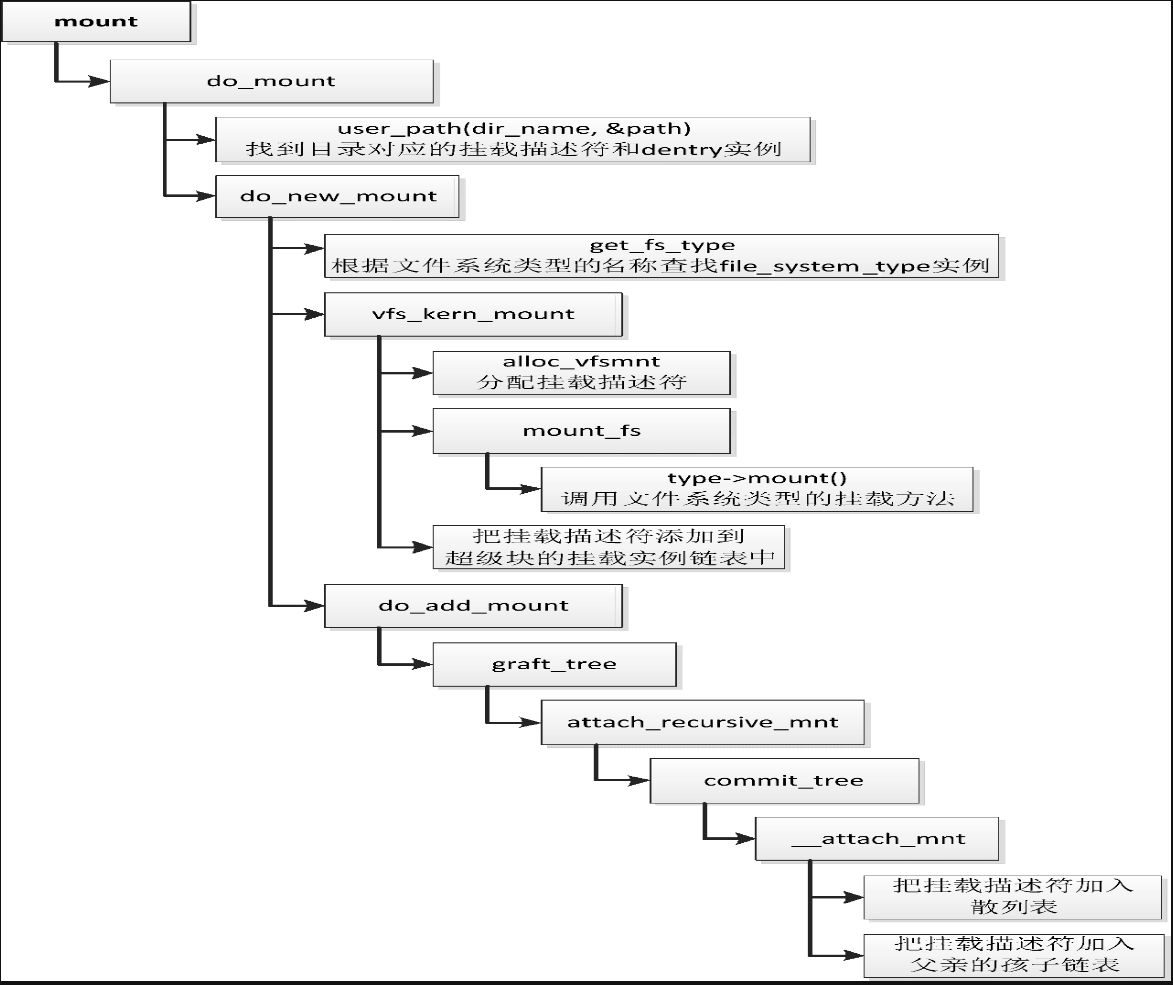 mount
do_mount
user_path(dir_name, &path)
找到目录对应的挂载描述符和dentry实例
do_new_mount
get_fs_type
根据文件系统类型的名称查找file_system_type实例
vfs_kern_mount
alloc_vfsmnt
分配挂载描述符
mount_fs
type->mount()
调用文件系统类型的挂载方法
把挂载描述符添加到
超级块的挂载实例链表中
do_add_mount
graft_tree
attach_recursive_mnt
commit_tree
__attach_mnt
把挂载描述符加入
散列表
把挂载描述符加入
父亲的孩子链表